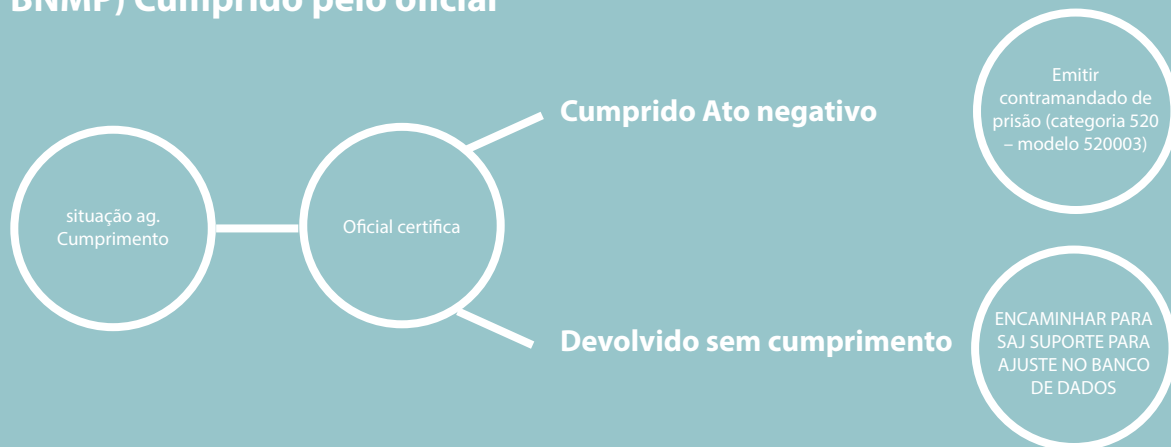 BNMP) Cumprido pelo oficial
situação ag.
Cumprimento
Oficial certifica
Cumprido Ato negativo
Emitir
contramandado de
prisão (categoria 520
– modelo 520003)
Devolvido sem cumprimento
ENCAMINHAR PARA
SAJ SUPORTE PARA
AJUSTE NO BANCO
DE DADOS